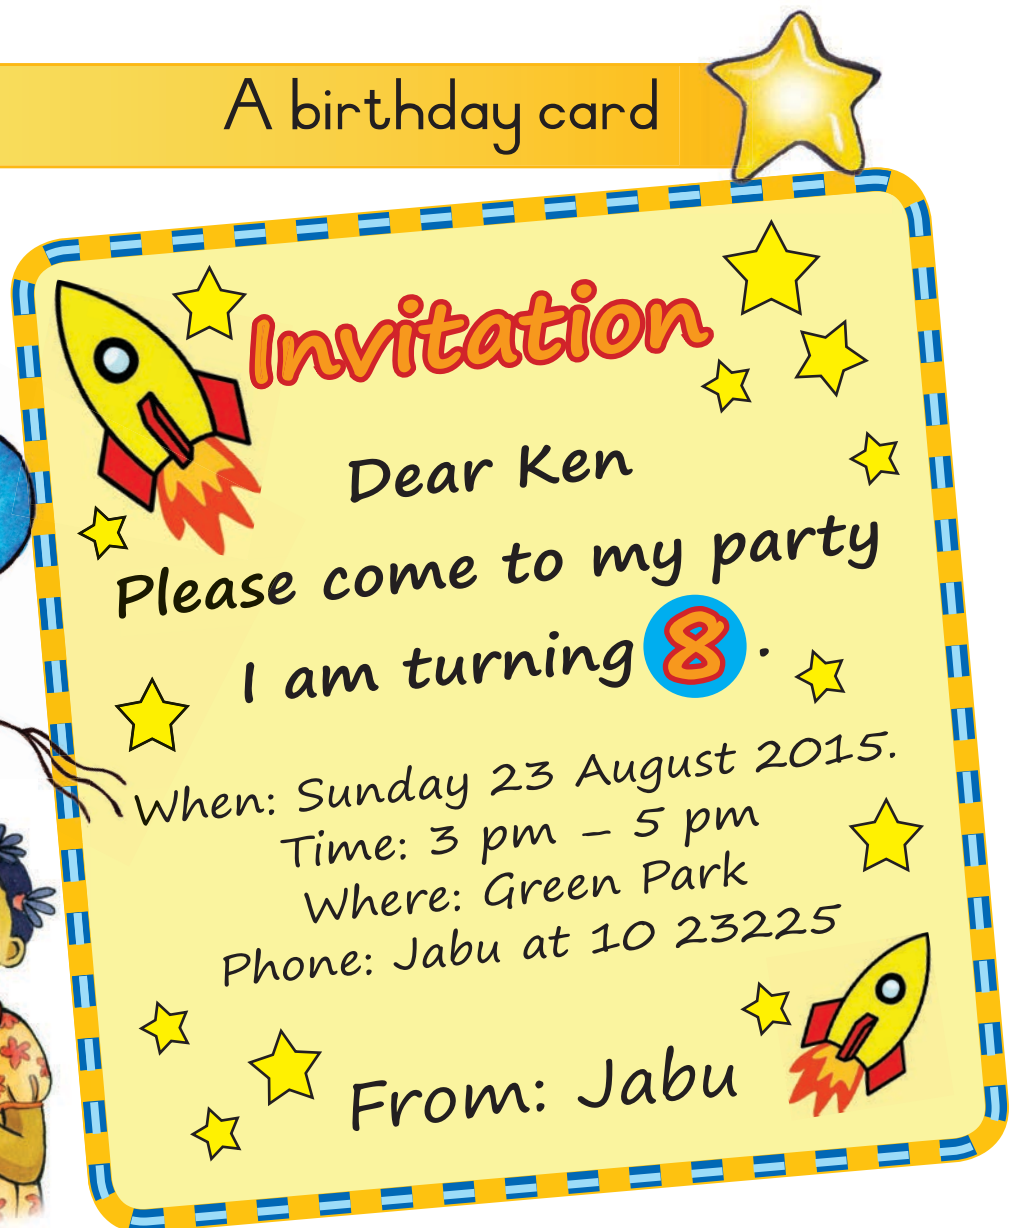 A birthday card
Invitation
Dear Ken
Please come to my party
I am turning 8.
When: Sunday 23 August 2015.
Time: 3 pm – 5 pm
Where: Green Park
Phone: Jabu at 10 23225
From: Jabu